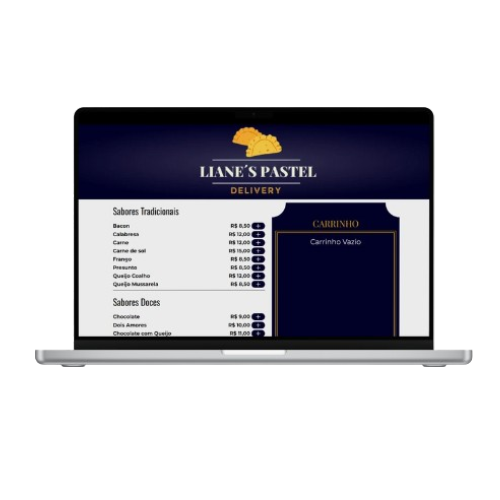 LIANE´S PASTEL
DELIVERY
Sabores Tradicionais
Bacon R$ 8,50 +
Calabresa R$ 12,00 +
Carne R$ 12,00 +
Carne de sol R$ 15,00 +
Frango R$ 8,50 +
Presunto R$ 8,50 +
Queijo Coalho R$ 12,00 +
Queijo Mussarela R$ 8,50 +
Sabores Doces
Chocolate R$ 9,00 +
Dois Amores R$ 10,00 +
Chocolate com Queijo R$ 11,00 +
CARRINHO
Carrinho Vazio